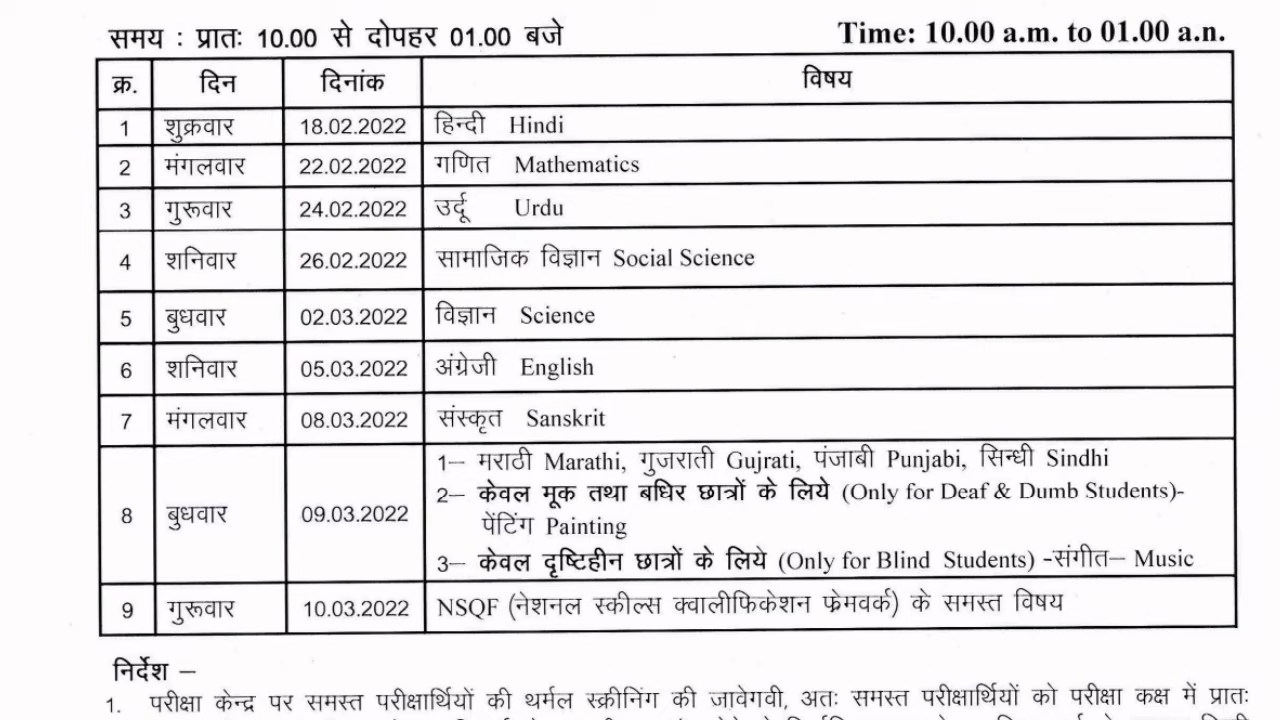 समय : प्रातः 10.00 से दोपहर 01.00 बजे Time: 10.00 a.m. to 01.00 a.n.
क्र. दिन दिनांक विषय
1 शुक्रवार 18.02.2022 हिन्दी Hindi
2 मंगलवार 22.02.2022 गणित Mathematics
3 गुरूवार 24.02.2022 उर्दू Urdu
4 शनिवार 26.02.2022 सामाजिक विज्ञान Social Science
5 बुधवार 02.03.2022 विज्ञान Science
6 शनिवार 05.03.2022 अंग्रेजी English
7 मंगलवार 08.03.2022 संस्कृत Sanskrit
8 बुधवार 09.03.2022 1– मराठी Marathi, गुजराती Gujrati, पंजाबी Punjabi, सिन्धी Sindhi
2– केवल मूक तथा बधिर छात्रों के लिये (Only for Deaf & Dumb Students)-
पेंटिंग Painting
3– केवल दृष्टिहीन छात्रों के लिये (Only for Blind Students) -संगीत– Music
9 गुरूवार 10.03.2022 NSQF (नेशनल स्कील्स क्वालीफिकेशन फ्रेमवर्क) के समस्त विषय
निर्देश –
1. परीक्षा केन्द्र पर समस्त परीक्षार्थियों की थर्मल स्क्रीनिंग की जावेगवी, अतः समस्त परीक्षार्थियों को परीक्षा कक्ष में प्रातः